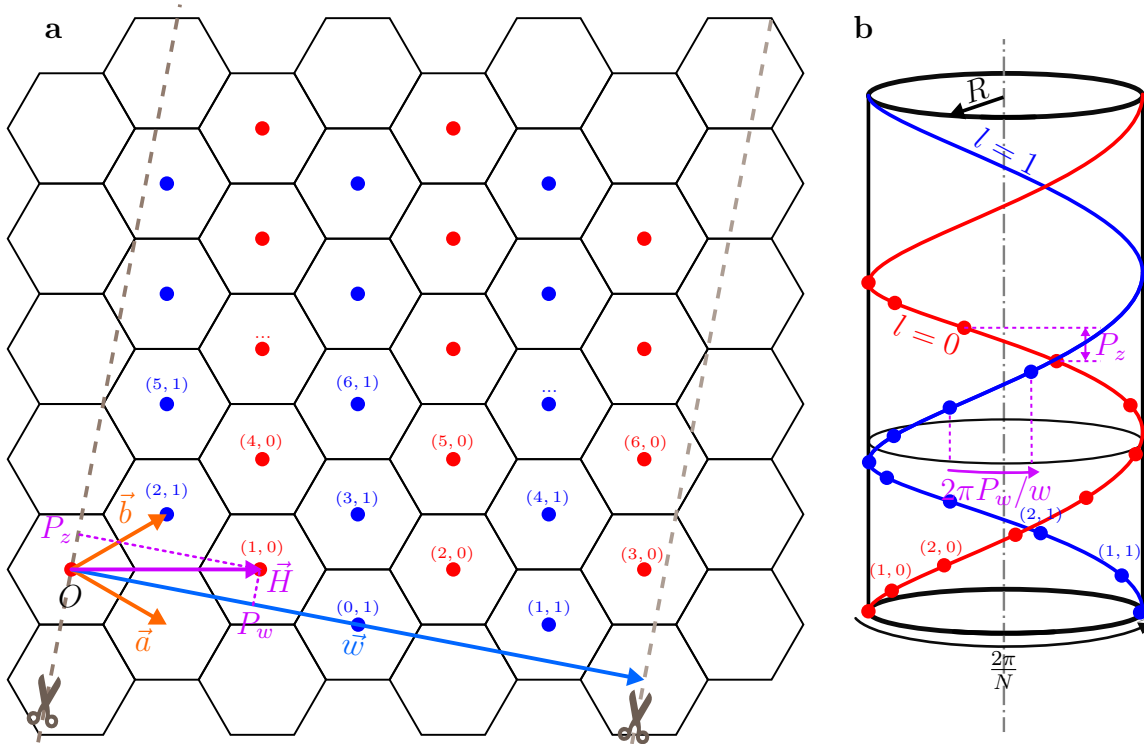 a
...
(5, 1)
(6, 1)
...
(4, 0)
(5, 0)
(6, 0)
(2, 1)
(3, 1)
(4, 1)
b⃗
P_z
(1, 0)
(2, 0)
(3, 0)
H⃗
O
a⃗
P_w
(0, 1)
(1, 1)
w⃗
b
R
l = 1
l = 0
P_z
2πP_w/w
(2, 1)
(2, 0)
(1, 1)
(1, 0)
2π/N